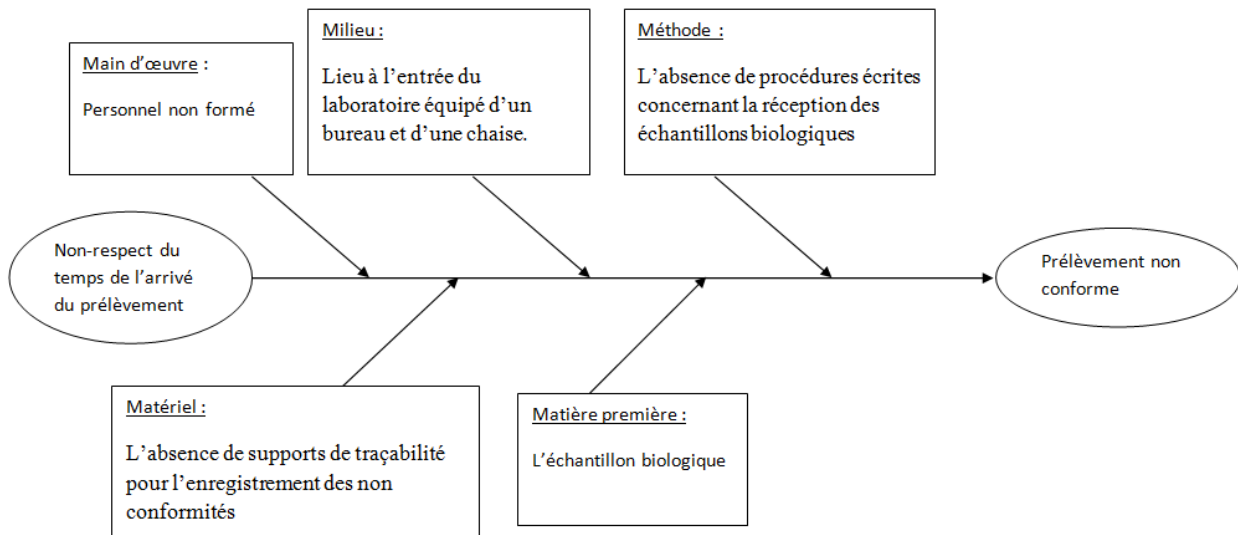 Main d’œuvre :
Personnel non formé
Milieu :
Lieu à l’entrée du
laboratoire équipé d’un
bureau et d’une chaise.
Méthode :
L’absence de procédures écrites
concernant la réception des
échantillons biologiques
Non-respect du
temps de l’arrivé
du prélèvement
Prélèvement non
conforme
Matériel :
L’absence de supports de traçabilité
pour l’enregistrement des non
conformités
Matière première :
L’échantillon biologique